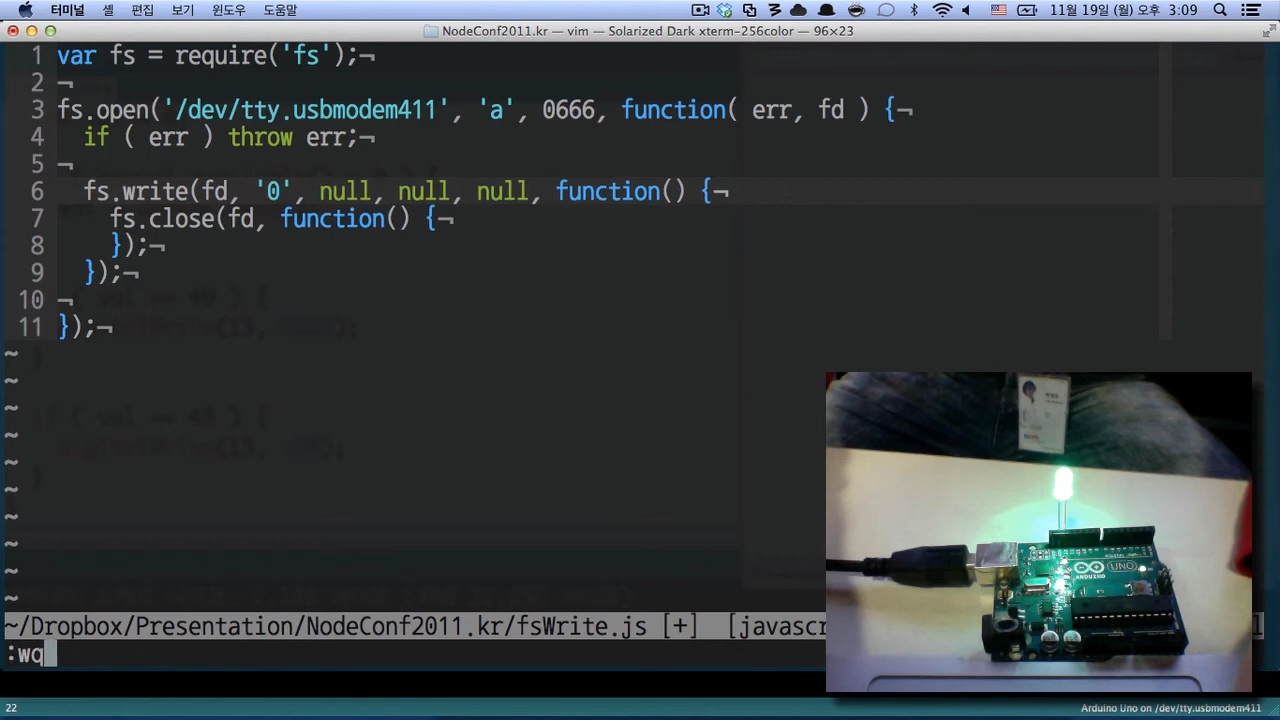 터미널 셸 편집 보기 윈도우 도움말 11월 19일 (월) 오후 3:09
NodeConf2011.kr — vim — Solarized Dark xterm-256color — 96×23
1 var fs = require('fs');¬
2 ¬
3 fs.open('/dev/tty.usbmodem411', 'a', 0666, function( err, fd ) {¬
4 if ( err ) throw err;¬
5 ¬
6 fs.write(fd, '0', null, null, null, function() {¬
7 fs.close(fd, function() {¬
8 });¬
9 });¬
10 ¬
11 });¬
~
~
~
~
~
~
~
~
~
~
~/Dropbox/Presentation/NodeConf2011.kr/fsWrite.js [+] [javascr
:wq
ARDUINO
UNO
22 Arduino Uno on /dev/tty.usbmodem411